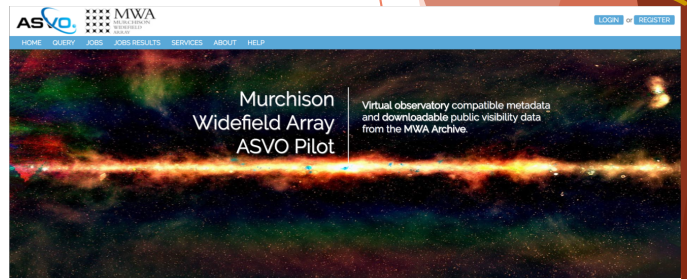 ASVO.
MWA
MURCHISON
WIDEFIELD
ARRAY
LOGIN or REGISTER
HOME QUERY JOBS JOBS RESULTS SERVICES ABOUT HELP
Murchison
Widefield Array
ASVO Pilot
Virtual observatory compatible metadata
and downloadable public visibility data
from the MWA Archive.